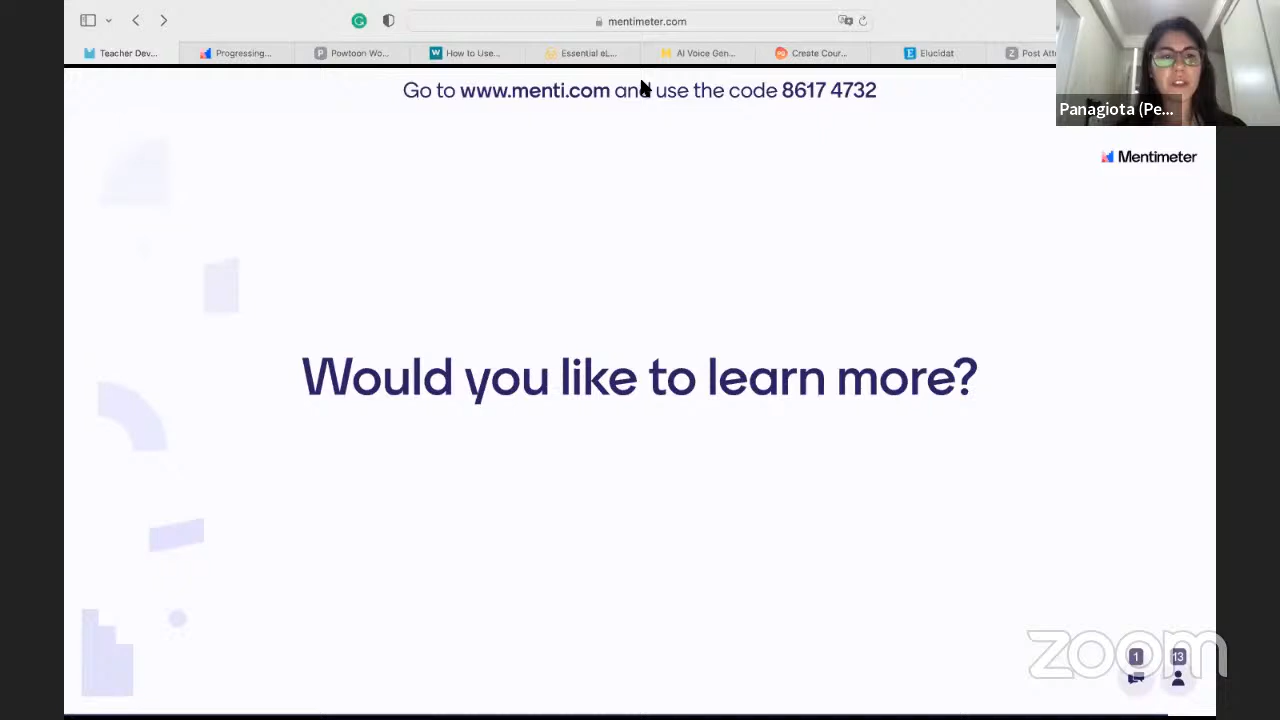 mentimeter.com
Teacher Dev...
Progressing...
Powtoon Wo...
How to Use...
Essential eL...
AI Voice Gen...
Create Cour...
Elucidat
Post Att
Go to www.menti.com and use the code 8617 4732
Panagiota (Pe...
Mentimeter
Would you like to learn more?
zoom
1
13